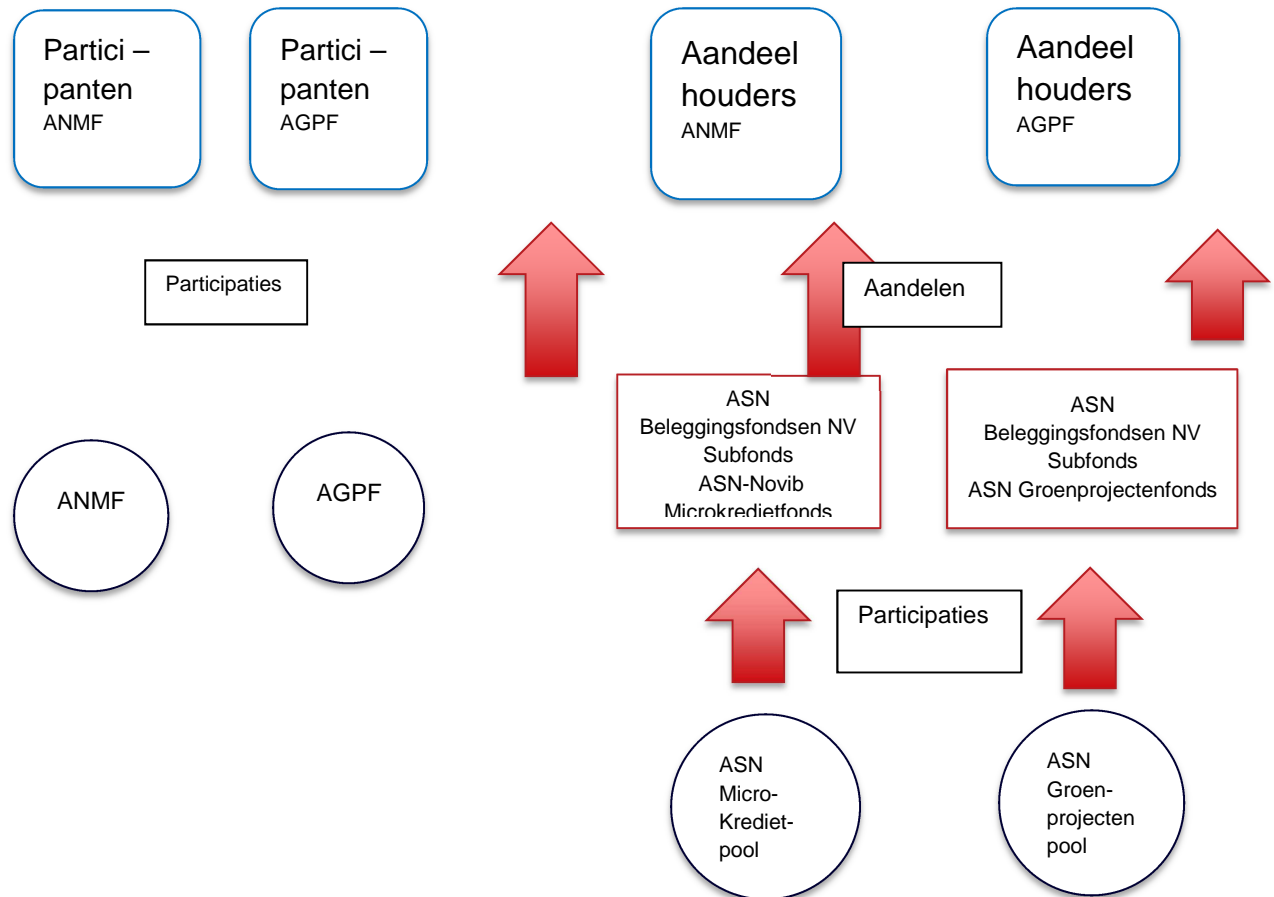 Partici –
panten
ANMF
Partici –
panten
AGPF
Aandeel
houders
ANMF
Aandeel
houders
AGPF
Participaties
Aandelen
ASN
Beleggingsfondsen NV
Subfonds
ASN-Novib
Microkredietfonds
ASN
Beleggingsfondsen NV
Subfonds
ASN Groenprojectenfonds
ANMF
AGPF
Participaties
ASN
Micro-
Krediet-
pool
ASN
Groen-
projecten
pool